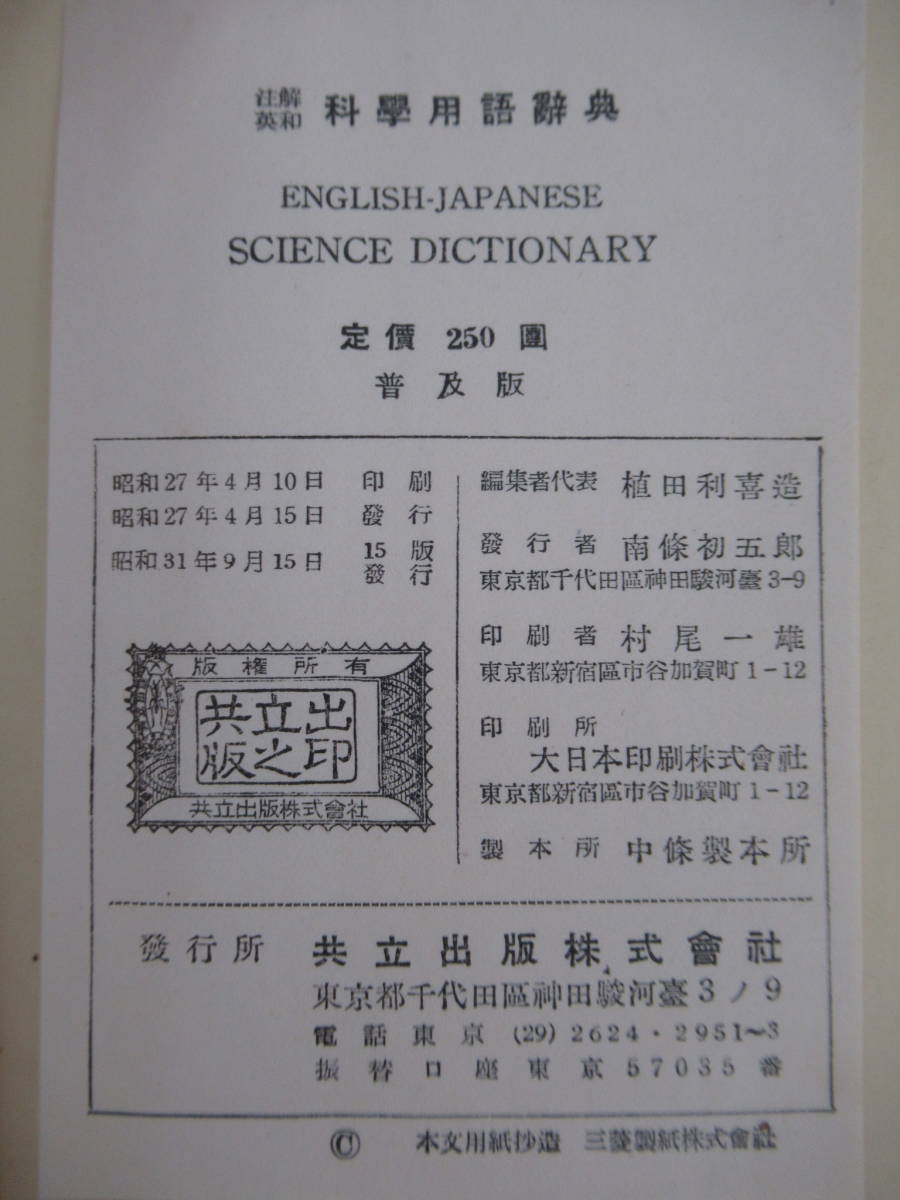 注解
英和 科學用語辭典
ENGLISH-JAPANESE
SCIENCE DICTIONARY
定價 250 圓
普及版
昭和27年4月10日 印刷
昭和27年4月15日 發行
昭和31年9月15日 15版
發行
版權所有
共立出
版之印
共立出版株式會社
編集者代表 植田利喜造
發行者 南條初五郎
東京都千代田區神田駿河臺3-9
印刷者 村尾一雄
東京都新宿區市谷加賀町1-12
印刷所
大日本印刷株式會社
東京都新宿區市谷加賀町1-12
製本所 中條製本所
發行所 共立出版株式會社
東京都千代田區神田駿河臺3ノ9
電話東京(29)2624・2951~3
振替口座東京57035番
© 本文用紙抄造 三菱製紙株式會社